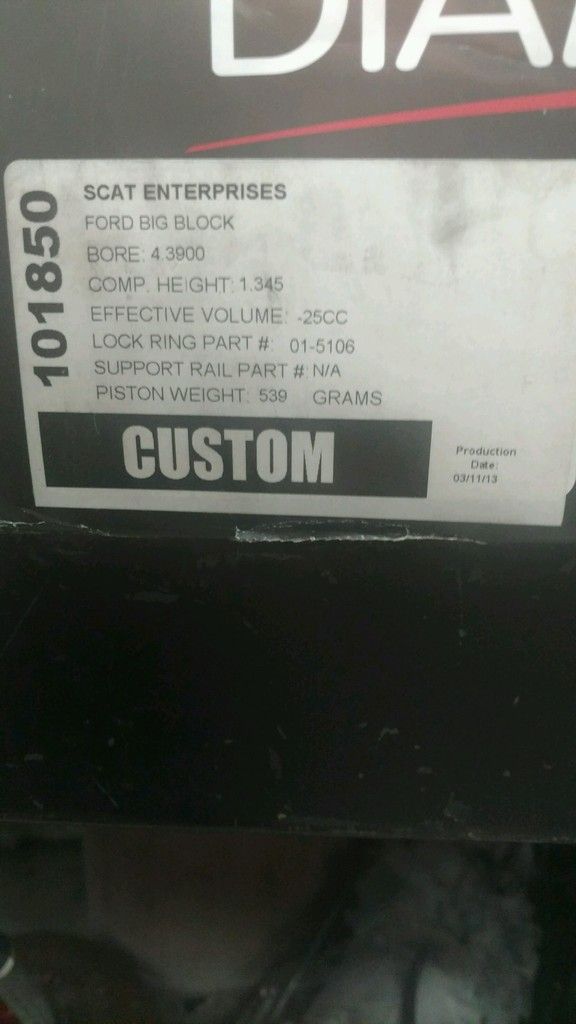 DIA
101850
SCAT ENTERPRISES
FORD BIG BLOCK
BORE: 4.3900
COMP. HEIGHT: 1.345
EFFECTIVE VOLUME: -25CC
LOCK RING PART #: 01-5106
SUPPORT RAIL PART #: N/A
PISTON WEIGHT: 539 GRAMS
CUSTOM
Production
Date:
03/11/13